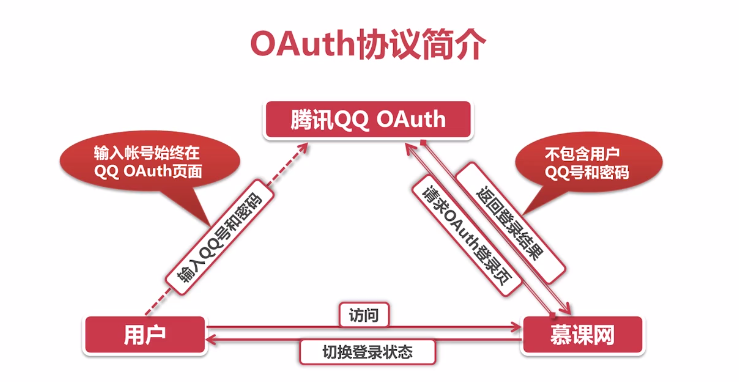 OAuth协议简介
腾讯QQ OAuth
输入帐号始终在
QQ OAuth页面
不包含用户
QQ号和密码
输入QQ号和密码
请求OAuth登录页
返回登录结果
用户
访问
切换登录状态
慕课网